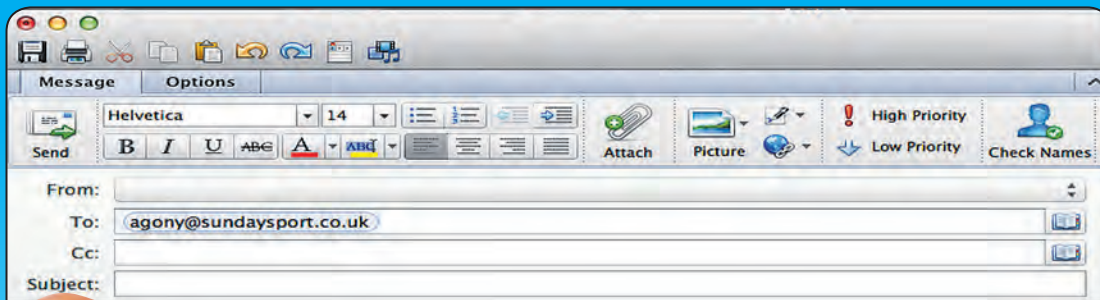 Message Options
Helvetica 14
High Priority
B I U ABC A ABC
Send Attach Picture Low Priority Check Names
From:
To: agony@sundaysport.co.uk
Cc:
Subject: